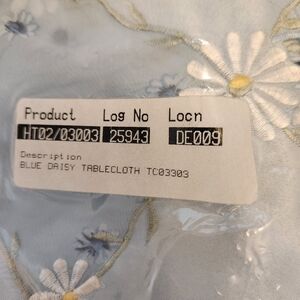 Product Log No Locn
HT02/03003 25943 DE009
Description
BLUE DAISY TABLECLOTH TC03303